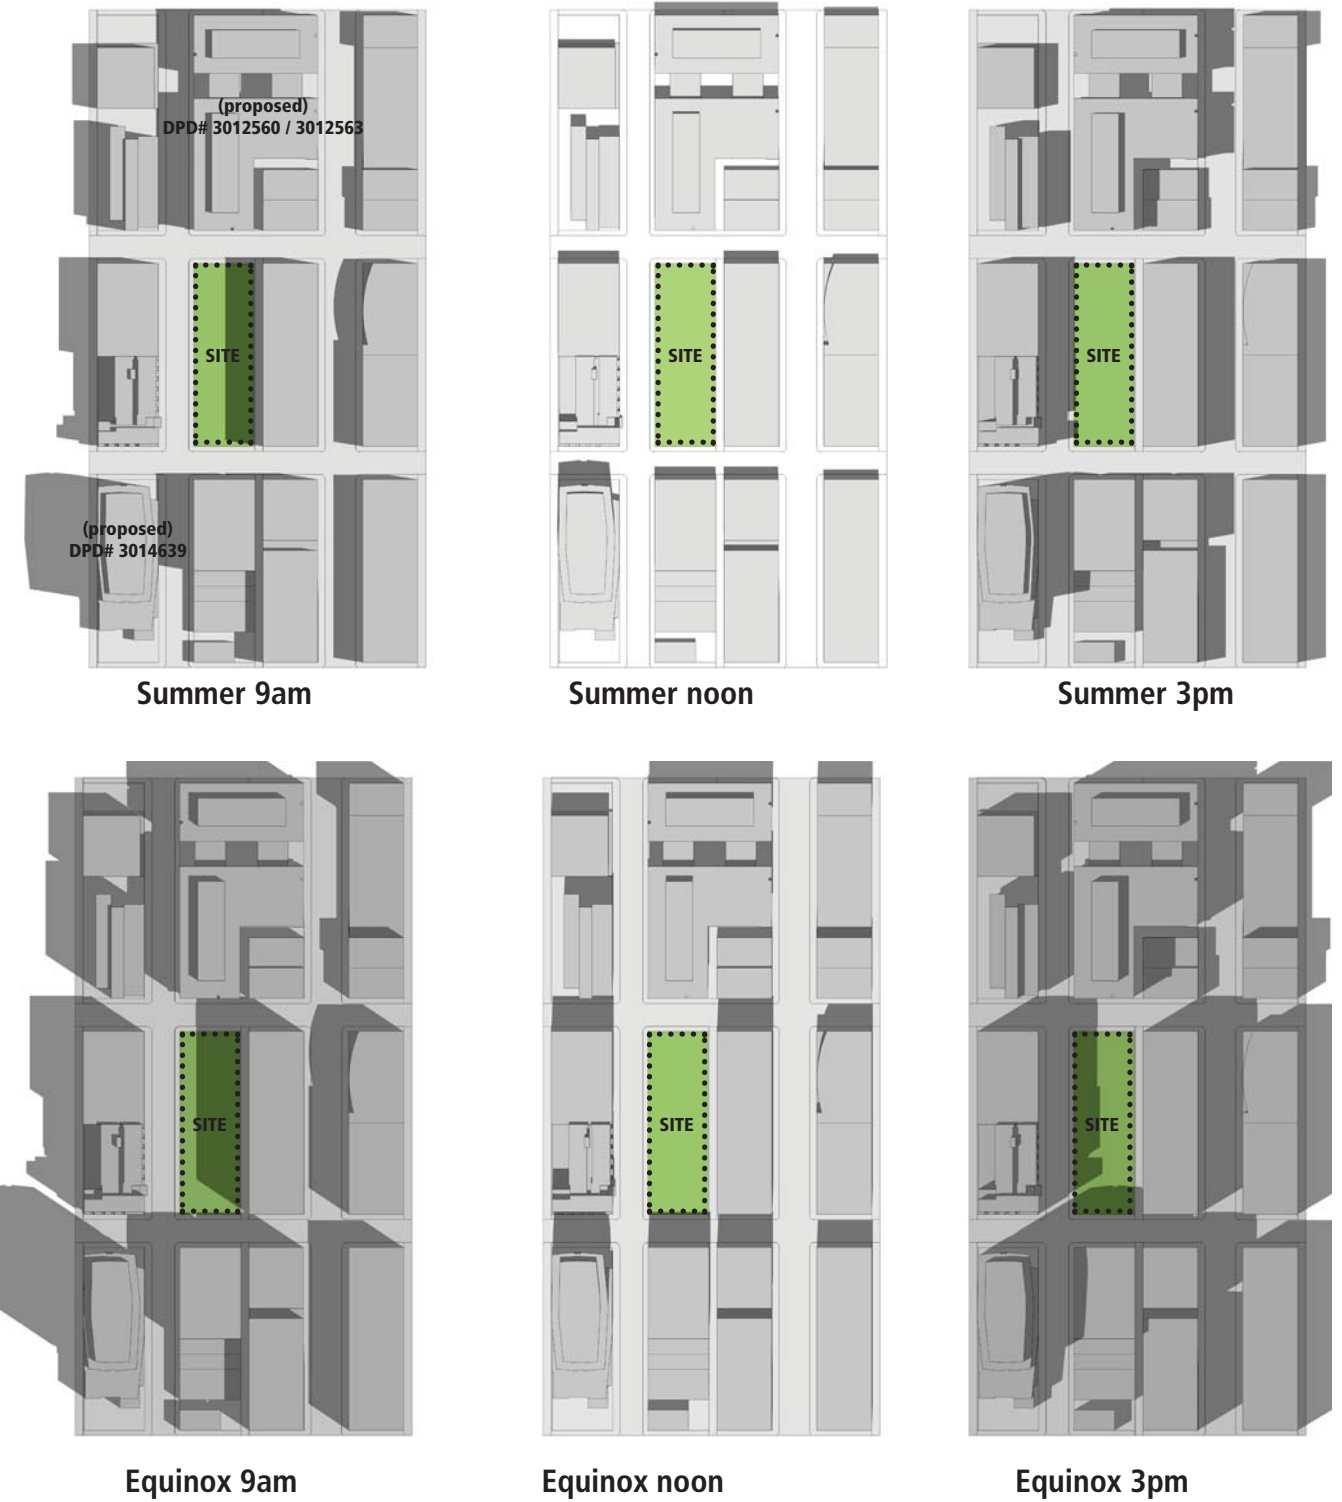 (proposed)
DPD# 3012560 / 3012563
SITE
SITE
SITE
(proposed)
DPD# 3014639
Summer 9am
Summer noon
Summer 3pm
SITE
SITE
SITE
Equinox 9am
Equinox noon
Equinox 3pm